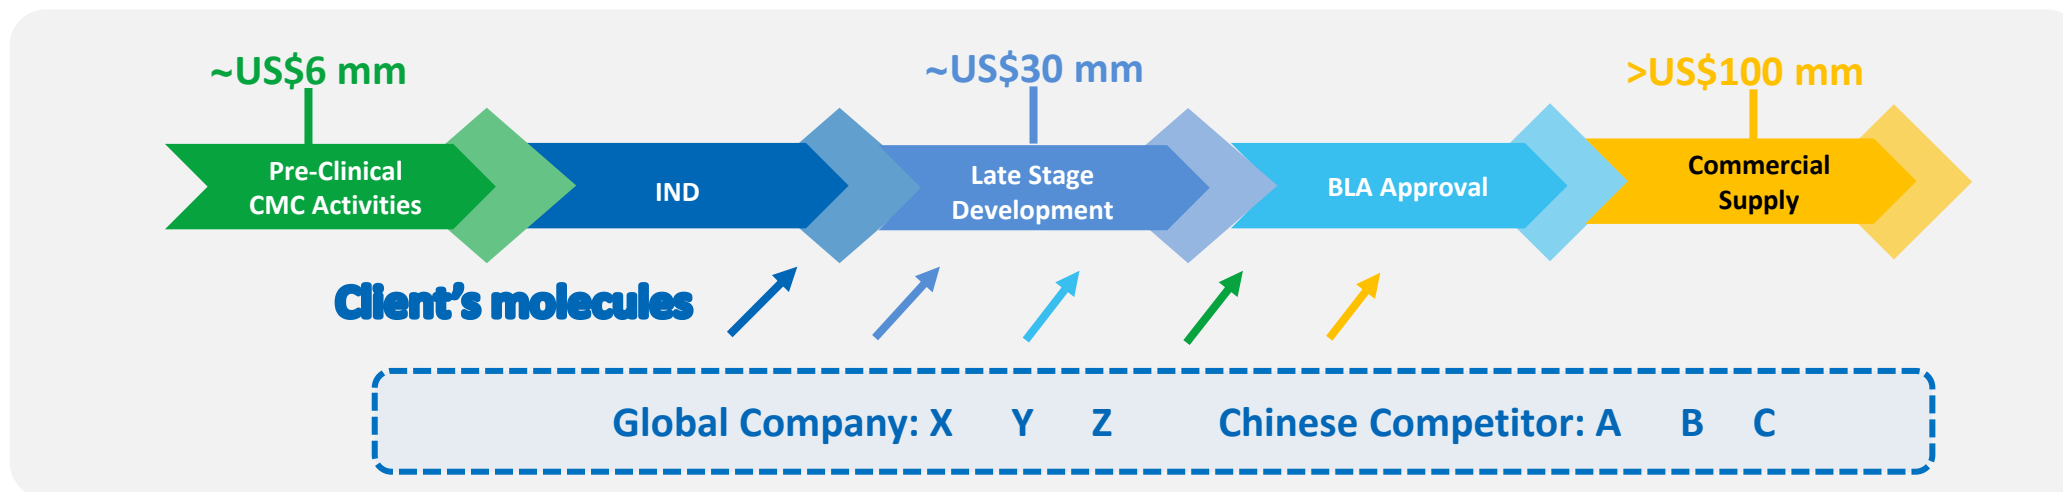 ~US$6 mm
~US$30 mm
>US$100 mm
Pre-Clinical
CMC Activities
IND
Late Stage
Development
BLA Approval
Commercial
Supply
Client's molecules
Global Company: X Y Z Chinese Competitor: A B C